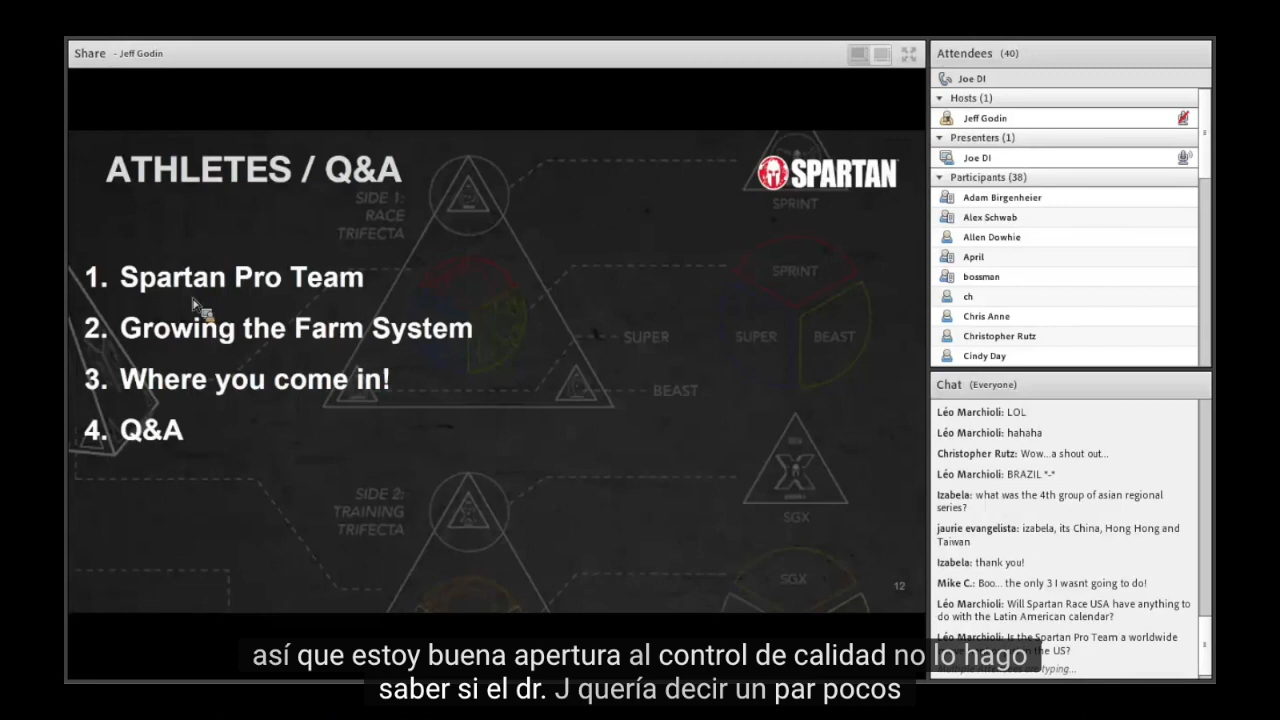 Share - Jeff Godin
ATHLETES / Q&A
SPARTAN
SIDE 1:
RACE
TRIFECTA
SPRINT
1. Spartan Pro Team
SPRINT
2. Growing the Farm System
SUPER
SUPER
BEAST
3. Where you come in!
BEAST
4. Q&A
SIDE 2:
TRAINING
TRIFECTA
SGX
SGX
12
Attendees (40)
Joe DI
Hosts (1)
Jeff Godin
Presenters (1)
Joe DI
Participants (38)
Adam Birgenheier
Alex Schwab
Allen Dowhie
April
bossman
ch
Chris Anne
Christopher Rutz
Cindy Day
Chat (Everyone)
Léo Marchioli: LOL
Léo Marchioli: hahaha
Christopher Rutz: Wow...a shout out...
Léo Marchioli: BRAZIL *-*
Izabela: what was the 4th group of asian regional
series?
jaurie evangelista: izabela, its China, Hong Hong and
Taiwan
Izabela: thank you!
Mike C.: Boo... the only 3 I wasnt going to do!
Léo Marchioli: Will Spartan Race USA have anything to
do with the Latin American calendar?
Léo Marchioli: Is the Spartan Pro Team a worldwide
the US?
Multiple Attendees are typing...
así que estoy buena apertura al control de calidad no lo hago
saber si el dr. J quería decir un par pocos